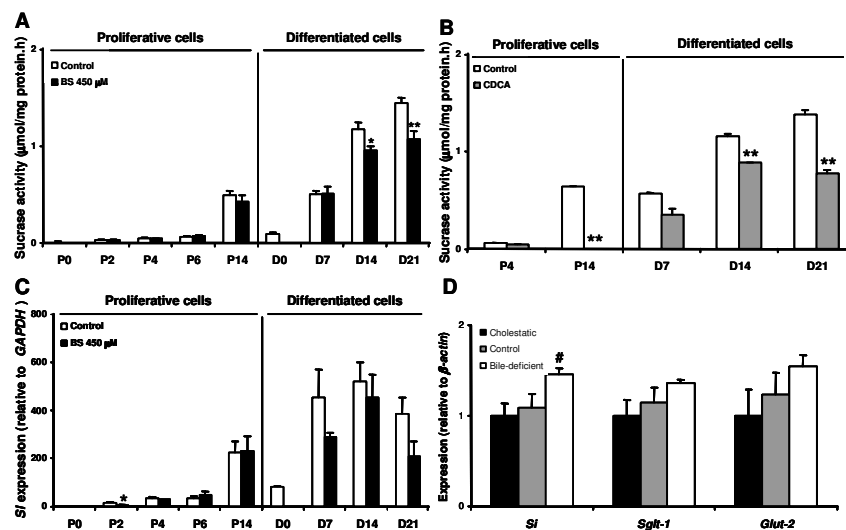 A
Proliferative cells
Differentiated cells
Sucrase activity (μmol/mg protein.h)
2
1
0
Control
BS 450 μM
*
**
P0 P2 P4 P6 P14 D0 D7 D14 D21
B
Proliferative cells
Differentiated cells
Sucrase activity (μmol/mg protein.h)
2
1
0
Control
CDCA
**
**
**
P4 P14 D7 D14 D21
C
Proliferative cells
Differentiated cells
SI expression (relative to GAPDH )
800
600
400
200
0
Control
BS 450 μM
*
P0 P2 P4 P6 P14 D0 D7 D14 D21
D
Expression (relative to β-actin)
2
1
0
Cholestatic
Control
Bile-deficient
#
Si Sglt-1 Glut-2